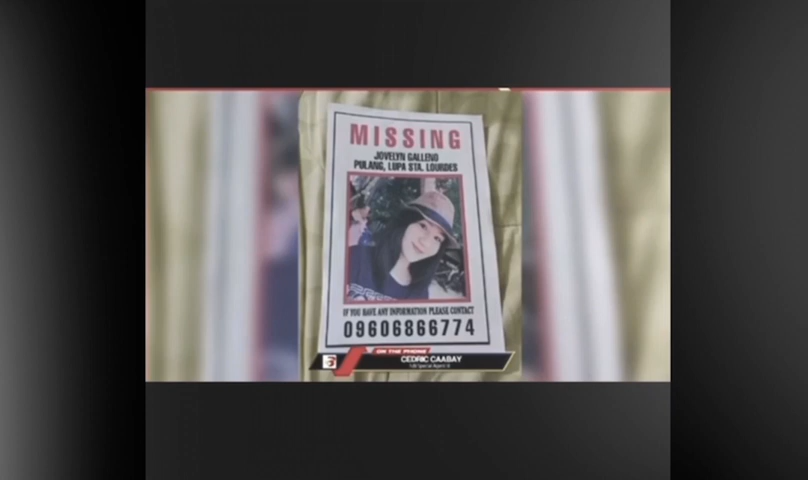 MISSING
JOVELYN GALLENO
PULANG, LUPA STA. LOURDES
IF YOU HAVE ANY INFORMATION PLEASE CONTACT
09606866774
ON THE PHONE
CEDRIC CAABAY